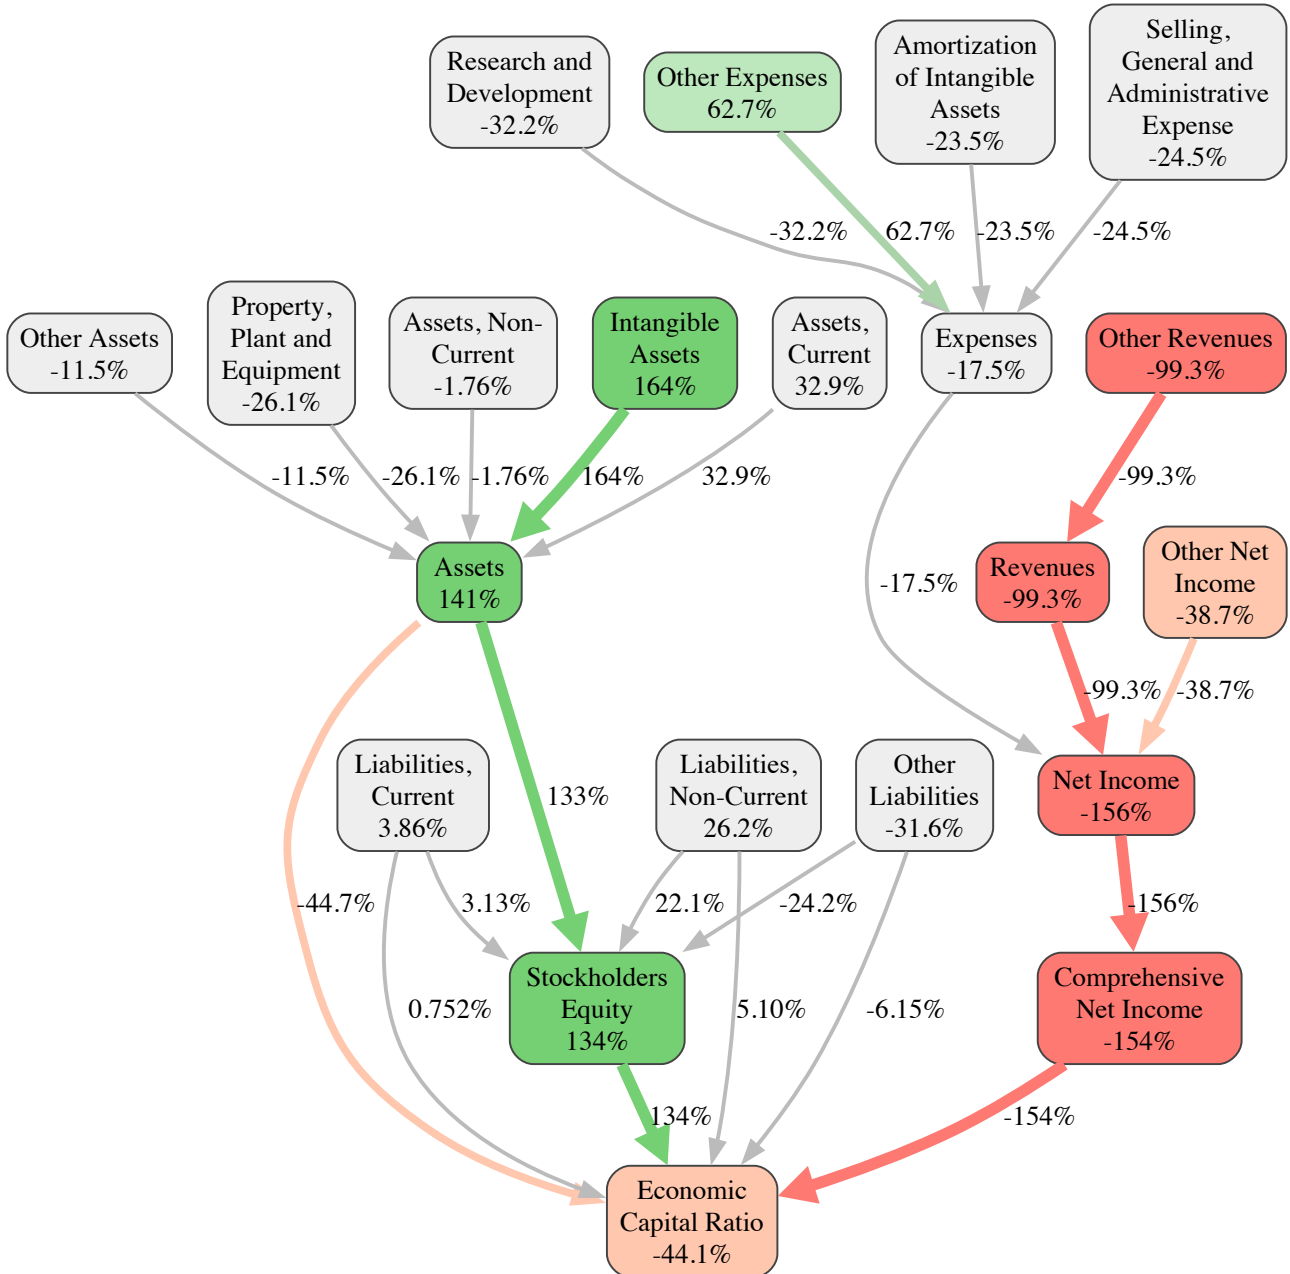 Research and
Development
-32.2%
Other Expenses
62.7%
Amortization
of Intangible
Assets
-23.5%
Selling,
General and
Administrative
Expense
-24.5%
-32.2%
62.7%
-23.5%
-24.5%
Other Assets
-11.5%
Property,
Plant and
Equipment
-26.1%
Assets, Non-
Current
-1.76%
Intangible
Assets
164%
Assets,
Current
32.9%
Expenses
-17.5%
Other Revenues
-99.3%
-11.5%
-26.1%
-1.76%
164%
32.9%
-99.3%
Assets
141%
-17.5%
Revenues
-99.3%
Other Net
Income
-38.7%
-99.3%
-38.7%
Liabilities,
Current
3.86%
133%
Liabilities,
Non-Current
26.2%
Other
Liabilities
-31.6%
Net Income
-156%
-44.7%
3.13%
22.1%
-24.2%
-156%
0.752%
Stockholders
Equity
134%
5.10%
-6.15%
Comprehensive
Net Income
-154%
134%
-154%
Economic
Capital Ratio
-44.1%